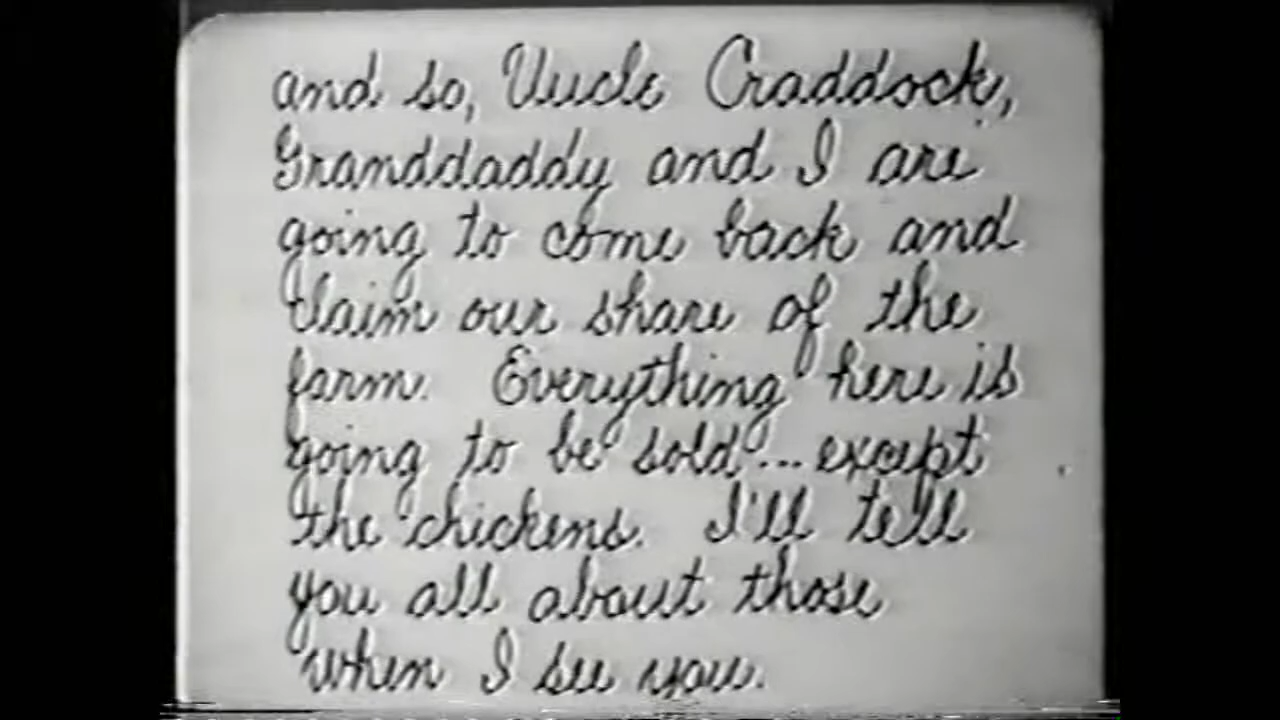 and so, Uncle Craddock,
Granddaddy and I are
going to come back and
claim our share of the
farm. Everything here is
going to be sold... except
the chickens. I'll tell
you all about those
when I see you.